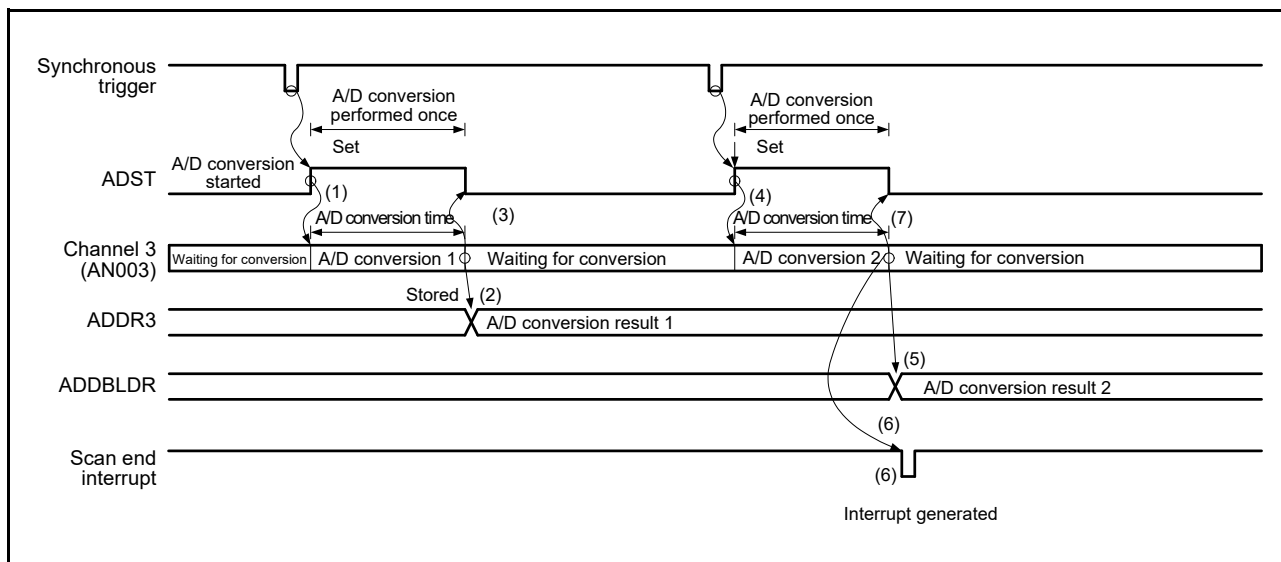 Synchronous
trigger
A/D conversion
performed once
A/D conversion
performed once
Set
Set
A/D conversion
started
ADST
(1)
(3)
(4)
(7)
A/D conversion time
A/D conversion time
Channel 3
(AN003)
Waiting for conversion
A/D conversion 1
Waiting for conversion
A/D conversion 2
Waiting for conversion
Stored
(2)
ADDR3
A/D conversion result 1
(5)
ADDBLDR
A/D conversion result 2
(6)
Scan end
interrupt
(6)
Interrupt generated